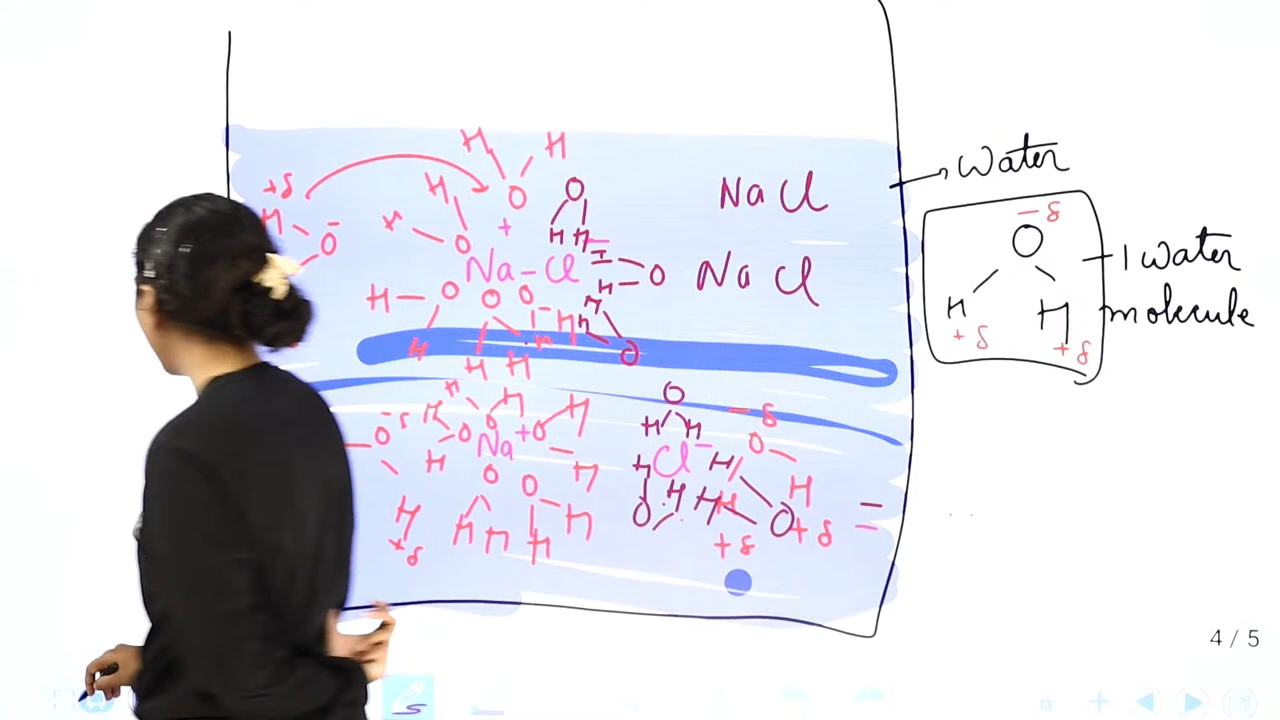 H H
+δ H O NaCl
H O
H O + H H → Water
Na-Cl H O NaCl
H O O O H
H H H H H O
−δ
O
H H
+δ +δ
1 Water
molecule
H H H O −δ
O δ H O Na+ O H H O H
H Cl− H
H O O H H H H
O O +δ
H H H H H +δ
+δ
4 / 5